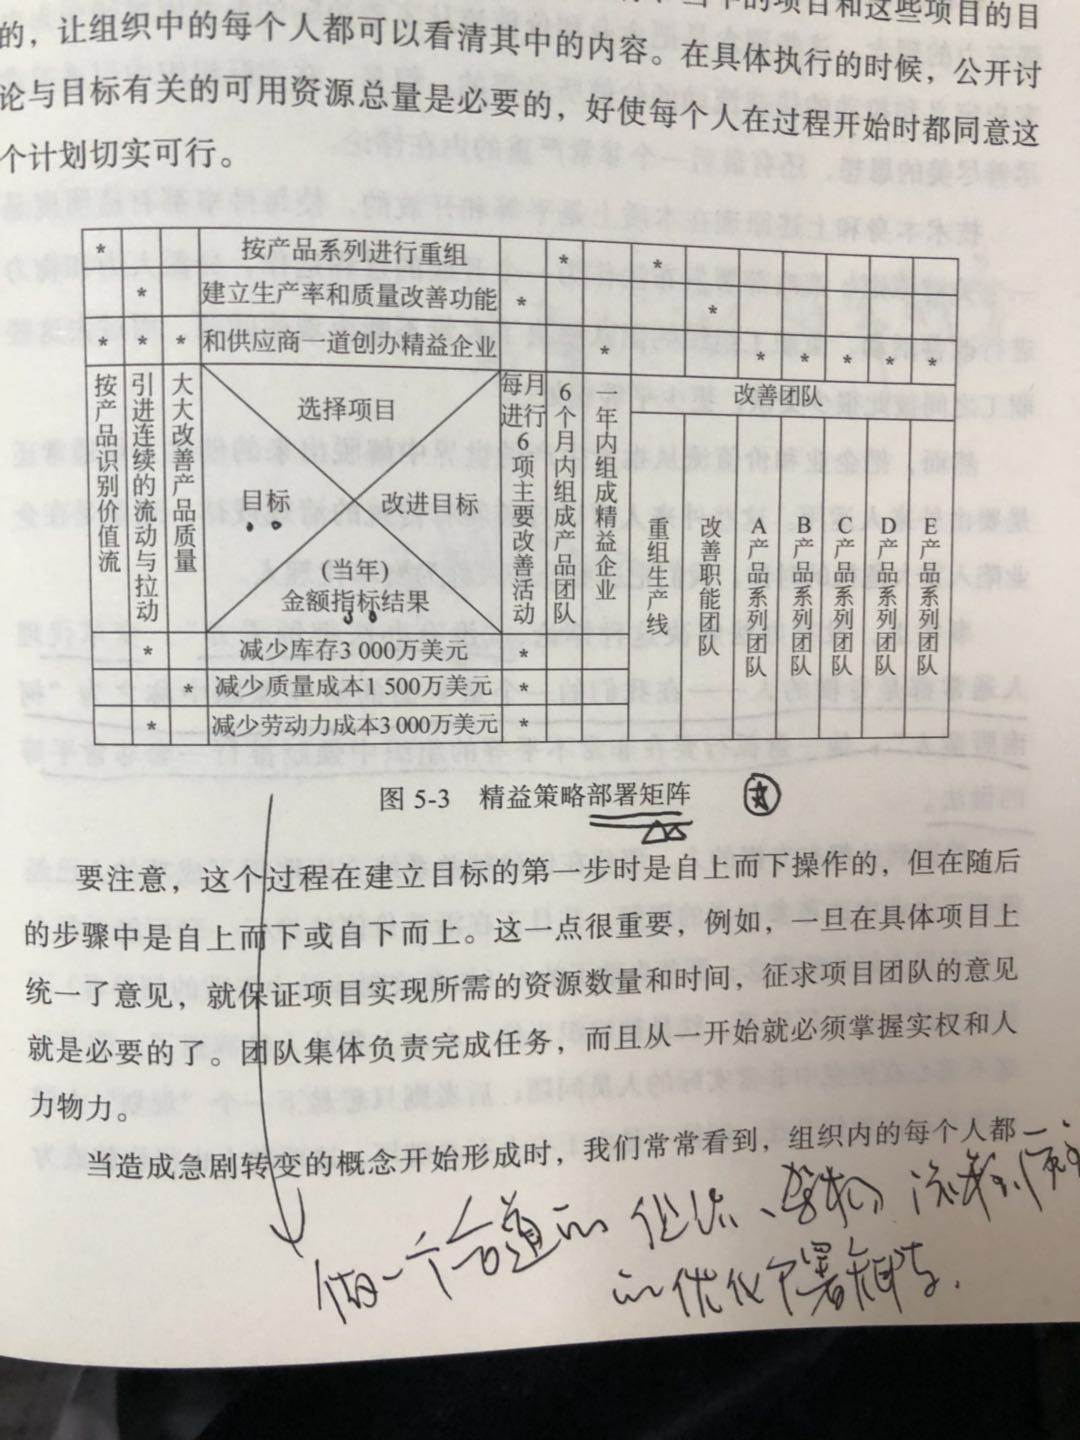 的项目和这些项目的目
的，让组织中的每个人都可以看清其中的内容。在具体执行的时候，公开讨
论与目标有关的可用资源总量是必要的，好使每个人在过程开始时都同意这
个计划切实可行。
* 按产品系列进行重组 * *
* 建立生产率和质量改善功能 * *
* * * 和供应商一道创办精益企业 * * * * * *
按产品识别价值流
引进连续的流动与拉动
大大改善产品质量
选择项目
目标
改进目标
(当年)
金额指标结果
每月进行6项主要改善活动
6个月内组成产品团队
一年内组成精益企业
改善团队
重组生产线
改善职能团队
A产品系列团队
B产品系列团队
C产品系列团队
D产品系列团队
E产品系列团队
* 减少库存3 000万美元 *
* 减少质量成本1 500万美元 *
* 减少劳动力成本3 000万美元 *
图 5-3 精益策略部署矩阵
要注意，这个过程在建立目标的第一步时是自上而下操作的，但在随后
的步骤中是自上而下或自下而上。这一点很重要，例如，一旦在具体项目上
统一了意见，就保证项目实现所需的资源数量和时间，征求项目团队的意见
就是必要的了。团队集体负责完成任务，而且从一开始就必须掌握实权和人
力物力。
当造成急剧转变的概念开始形成时，我们常常看到，组织内的每个人都
做一个合道的
的优化部署矩阵.